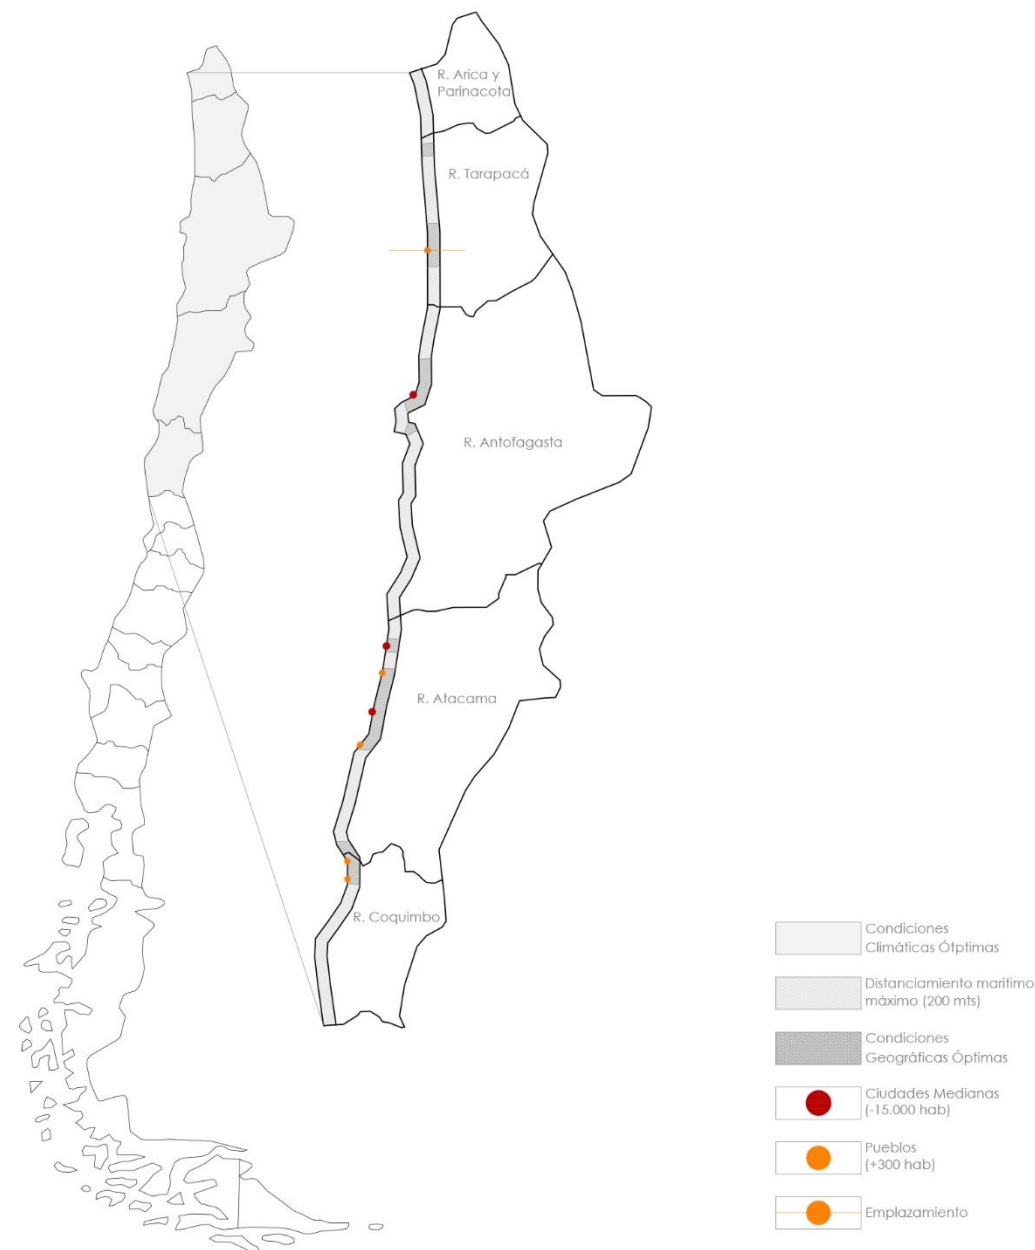 R. Arica y
Parinacota
R. Tarapacá
R. Antofagasta
R. Atacama
R. Coquimbo
Condiciones
Climáticas Ótptimas
Distanciamiento maritimo
máximo (200 mts)
Condiciones
Geográficas Óptimas
Ciudades Medianas
(-15.000 hab)
Pueblos
(+300 hab)
Emplazamiento